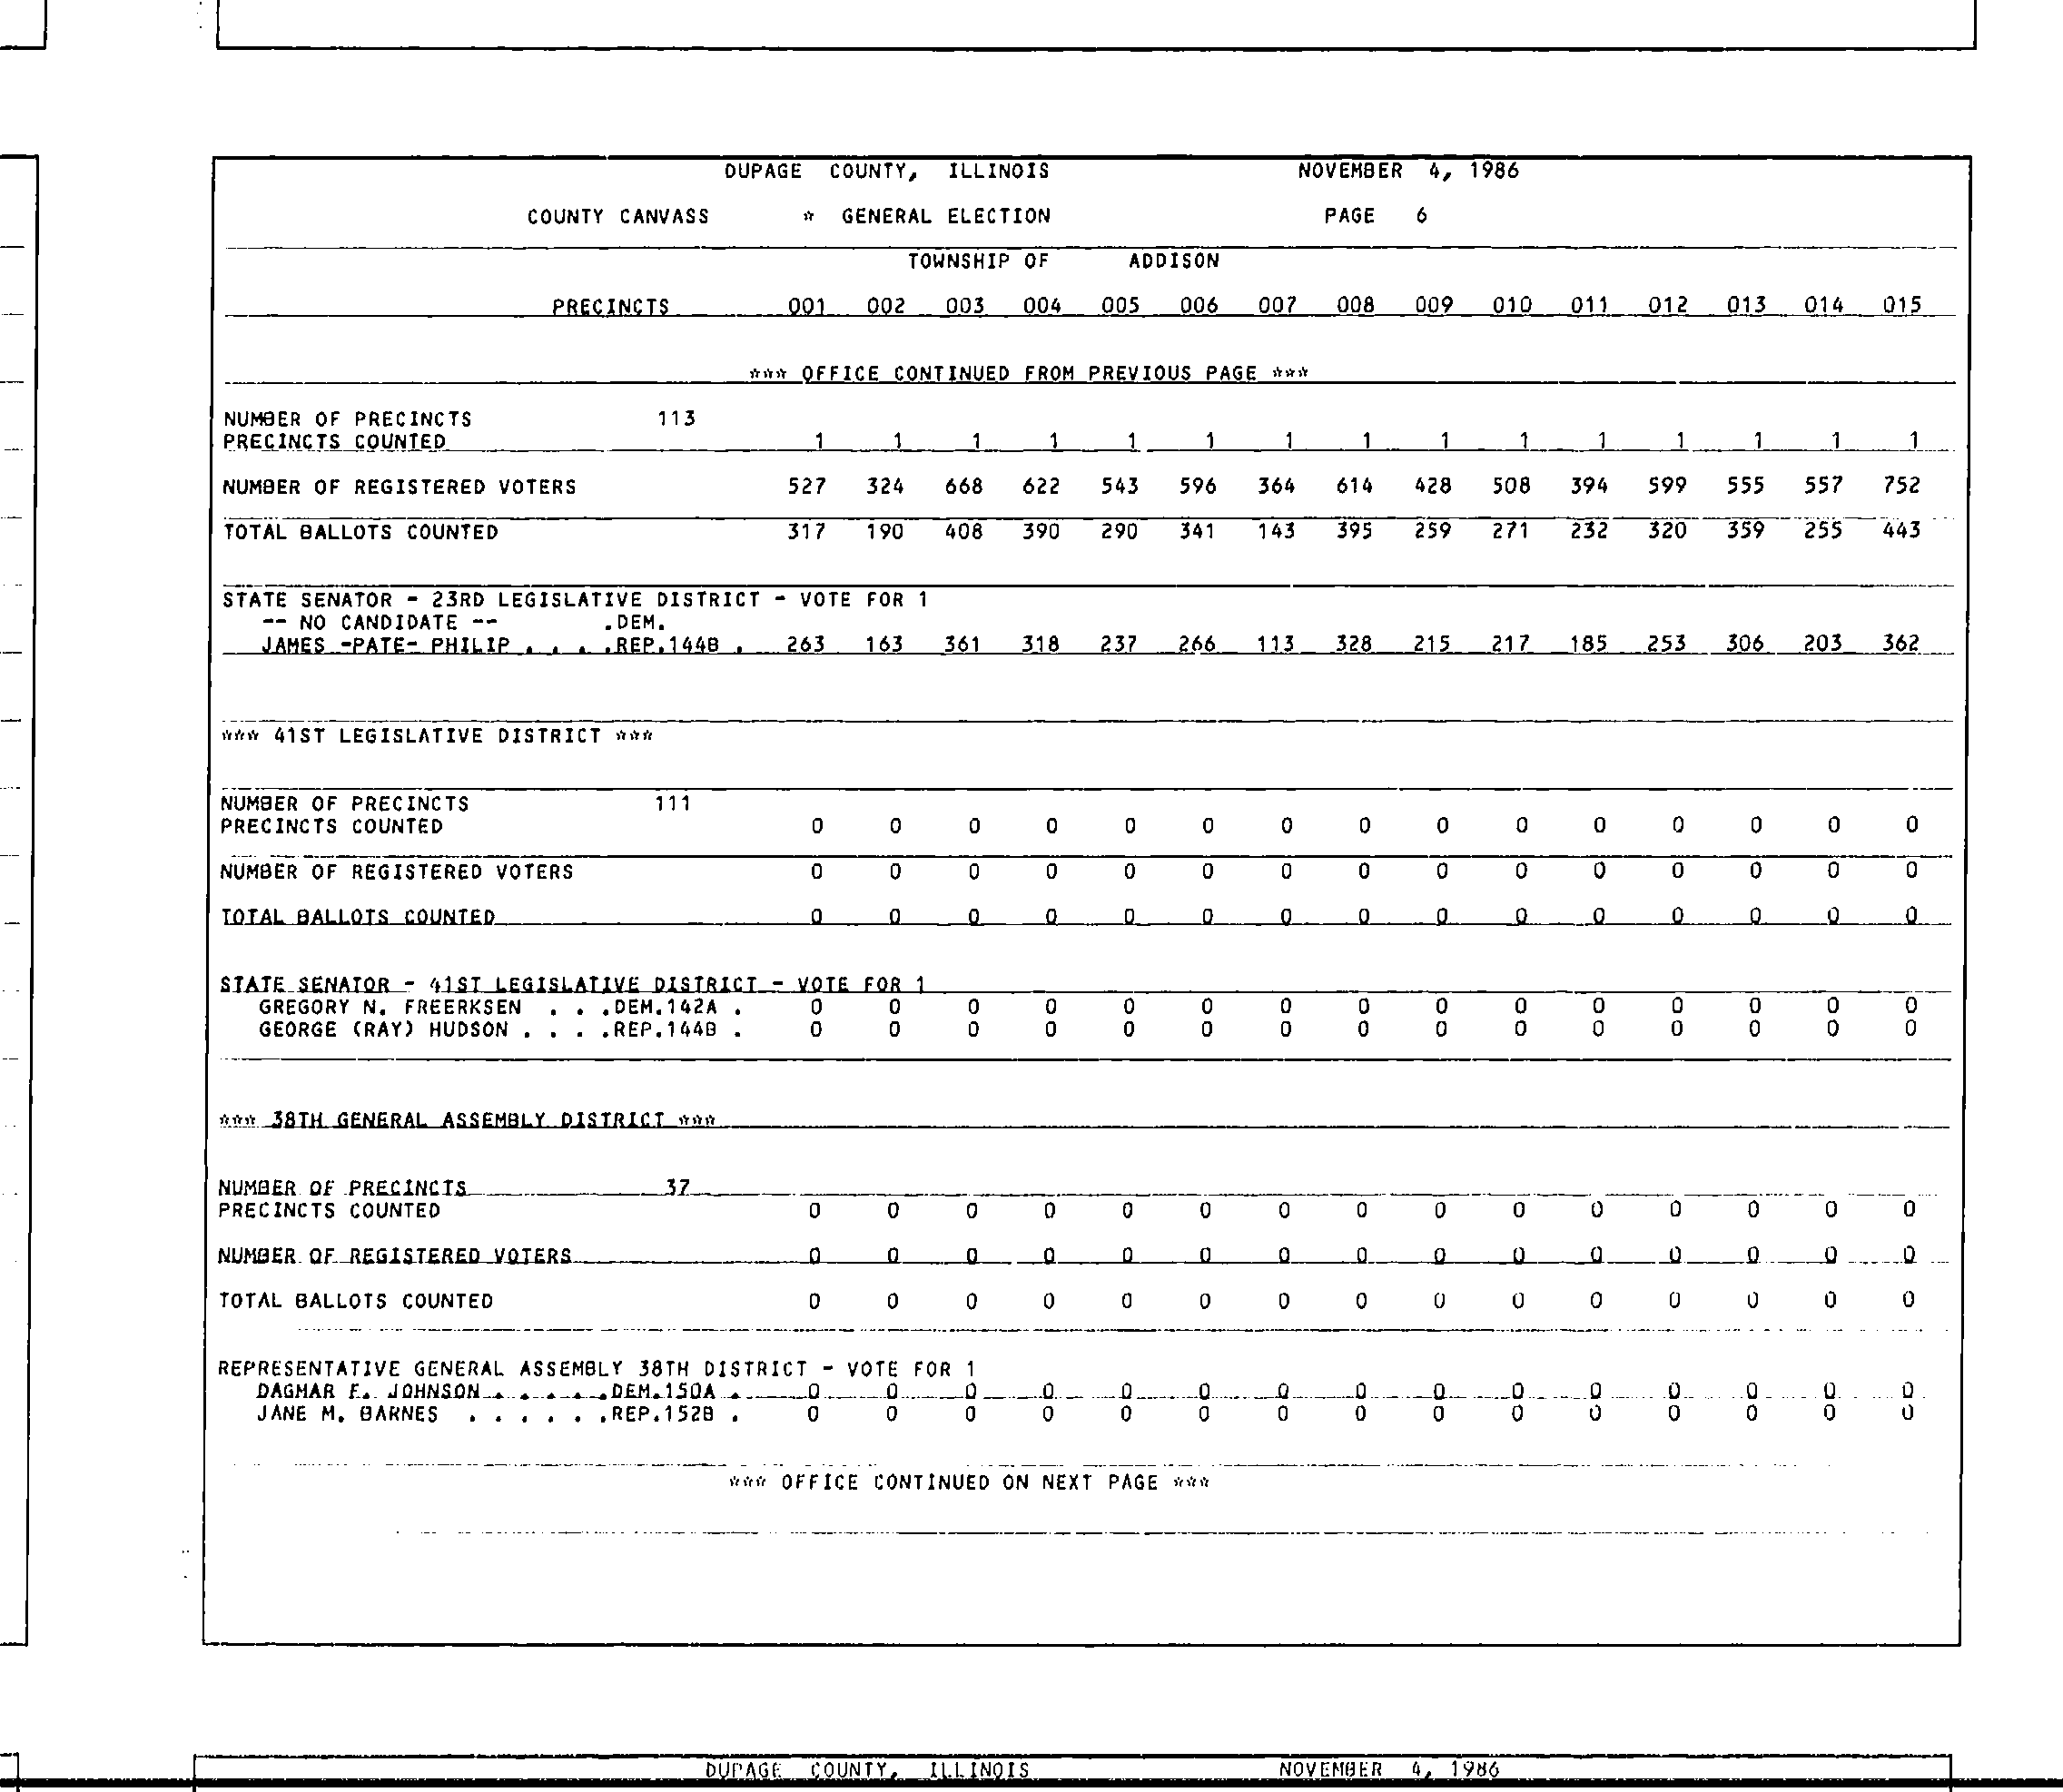 DUPAGE COUNTY, ILLINOIS NOVEMBER 4, 1986
COUNTY CANVASS * GENERAL ELECTION PAGE 6
TOWNSHIP OF ADDISON
PRECINCTS 001 002 003 004 005 006 007 008 009 010 011 012 013 014 015
*** OFFICE CONTINUED FROM PREVIOUS PAGE ***
NUMBER OF PRECINCTS 113
PRECINCTS COUNTED 1 1 1 1 1 1 1 1 1 1 1 1 1 1 1
NUMBER OF REGISTERED VOTERS 527 324 668 622 543 596 364 614 428 508 394 599 555 557 752
TOTAL BALLOTS COUNTED 317 190 408 390 290 341 143 395 259 271 232 320 359 255 443
STATE SENATOR - 23RD LEGISLATIVE DISTRICT - VOTE FOR 1
-- NO CANDIDATE -- .DEM.
JAMES -PATE- PHILIP . . . .REP.144B . 263 163 361 318 237 266 113 328 215 217 185 253 306 203 362
*** 41ST LEGISLATIVE DISTRICT ***
NUMBER OF PRECINCTS 111
PRECINCTS COUNTED 0 0 0 0 0 0 0 0 0 0 0 0 0 0 0
NUMBER OF REGISTERED VOTERS 0 0 0 0 0 0 0 0 0 0 0 0 0 0 0
TOTAL BALLOTS COUNTED 0 0 0 0 0 0 0 0 0 0 0 0 0 0 0
STATE SENATOR - 41ST LEGISLATIVE DISTRICT - VOTE FOR 1
GREGORY N. FREERKSEN . . .DEM.142A . 0 0 0 0 0 0 0 0 0 0 0 0 0 0 0
GEORGE (RAY) HUDSON . . . .REP.144B . 0 0 0 0 0 0 0 0 0 0 0 0 0 0 0
*** 38TH GENERAL ASSEMBLY DISTRICT ***
NUMBER OF PRECINCTS 37
PRECINCTS COUNTED 0 0 0 0 0 0 0 0 0 0 0 0 0 0 0
NUMBER OF REGISTERED VOTERS 0 0 0 0 0 0 0 0 0 0 0 0 0 0 0
TOTAL BALLOTS COUNTED 0 0 0 0 0 0 0 0 0 0 0 0 0 0 0
REPRESENTATIVE GENERAL ASSEMBLY 38TH DISTRICT - VOTE FOR 1
DAGMAR E. JOHNSON . . . . .DEM.150A . 0 0 0 0 0 0 0 0 0 0 0 0 0 0 0
JANE M. BARNES . . . . . .REP.152B . 0 0 0 0 0 0 0 0 0 0 0 0 0 0 0
*** OFFICE CONTINUED ON NEXT PAGE ***
DUPAGE COUNTY, ILLINOIS NOVEMBER 4, 1986